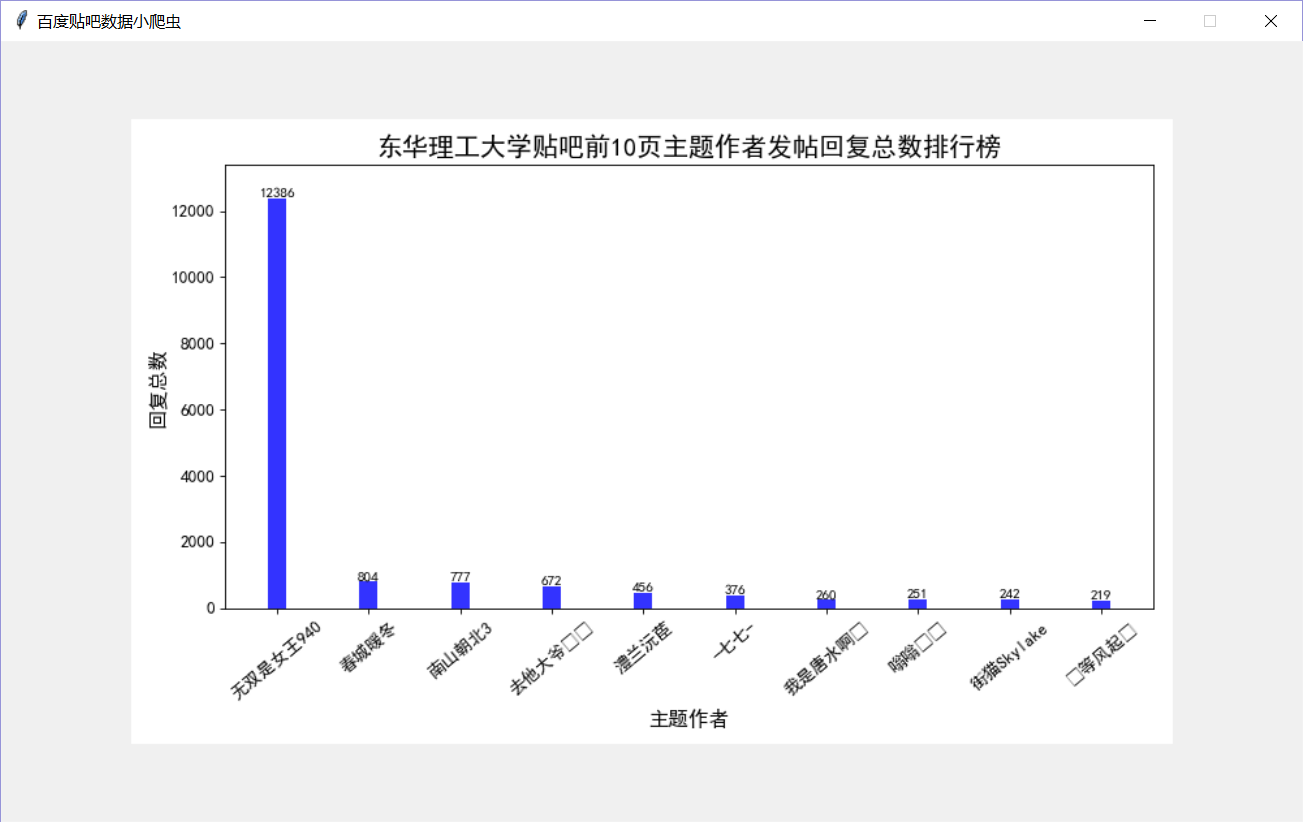 百度贴吧数据小爬虫
东华理工大学贴吧前10页主题作者发帖回复总数排行榜
12386
12000
10000
8000
6000
4000
2000
0
回复总数
804
777
672
456
376
260
251
242
219
无双是女王940
春城暖冬
南山朝北3
去他大爷□□
澧兰沅茝
-七七-
我是唐水啊□
嗡嗡□□
街猫Skylake
□等风起□
主题作者